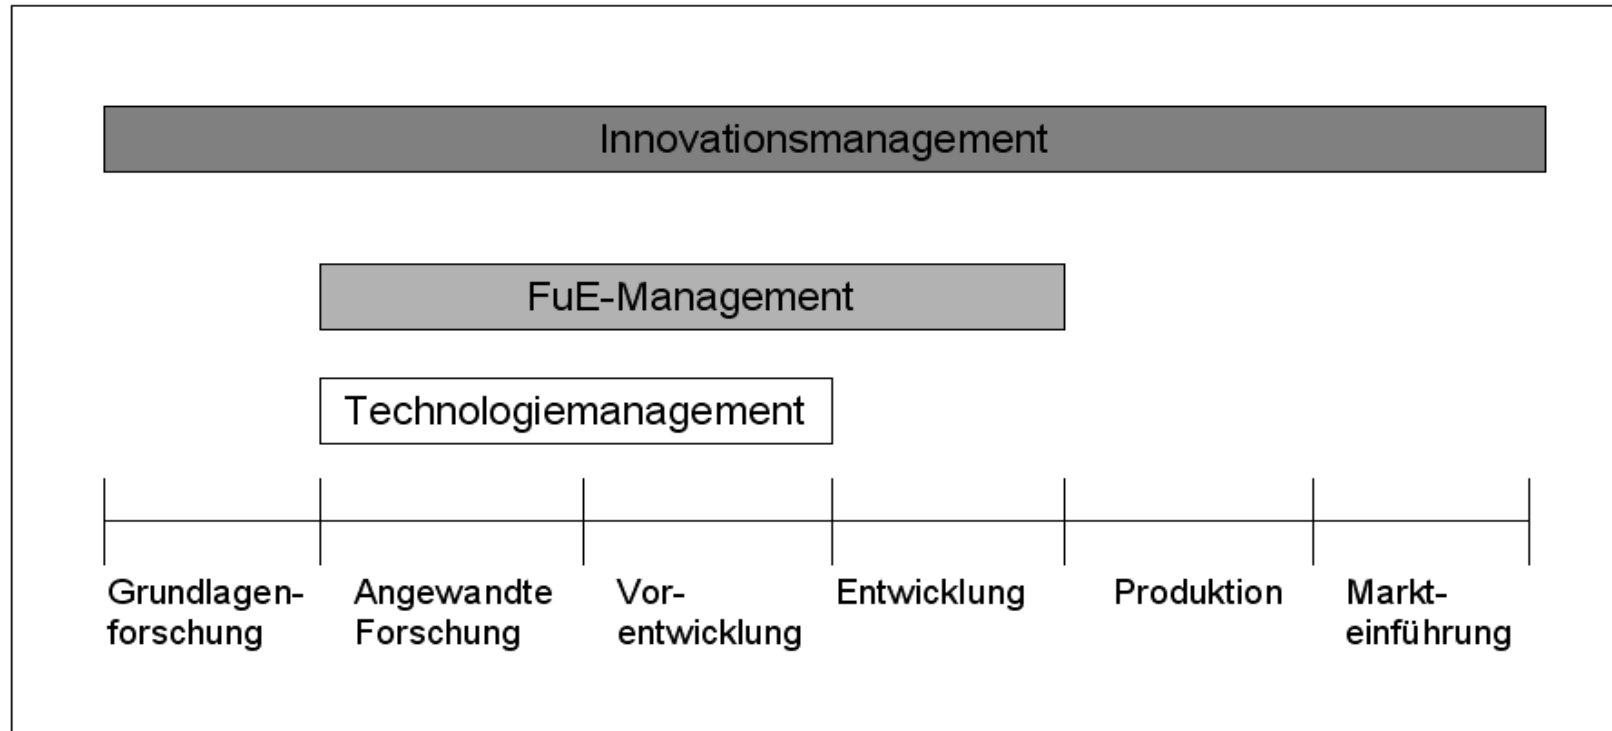 Innovationsmanagement
FuE-Management
Technologiemanagement
Grundlagen-
forschung
Angewandte
Forschung
Vor-
entwicklung
Entwicklung
Produktion
Markt-
einführung